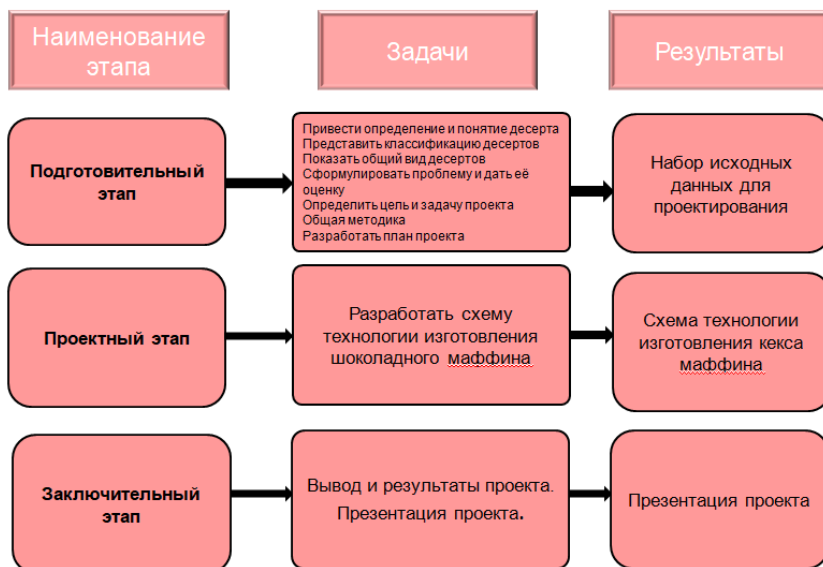 Наименование
этапа
Задачи
Результаты
Подготовительный
этап
Привести определение и понятие десерта
Представить классификацию десертов
Показать общий вид десертов
Сформулировать проблему и дать её
оценку
Определить цель и задачу проекта
Общая методика
Разработать план проекта
Набор исходных
данных для
проектирования
Проектный этап
Разработать схему
технологии изготовления
шоколадного маффина
Схема технологии
изготовления кекса
маффина
Заключительный
этап
Вывод и результаты проекта.
Презентация проекта.
Презентация проекта